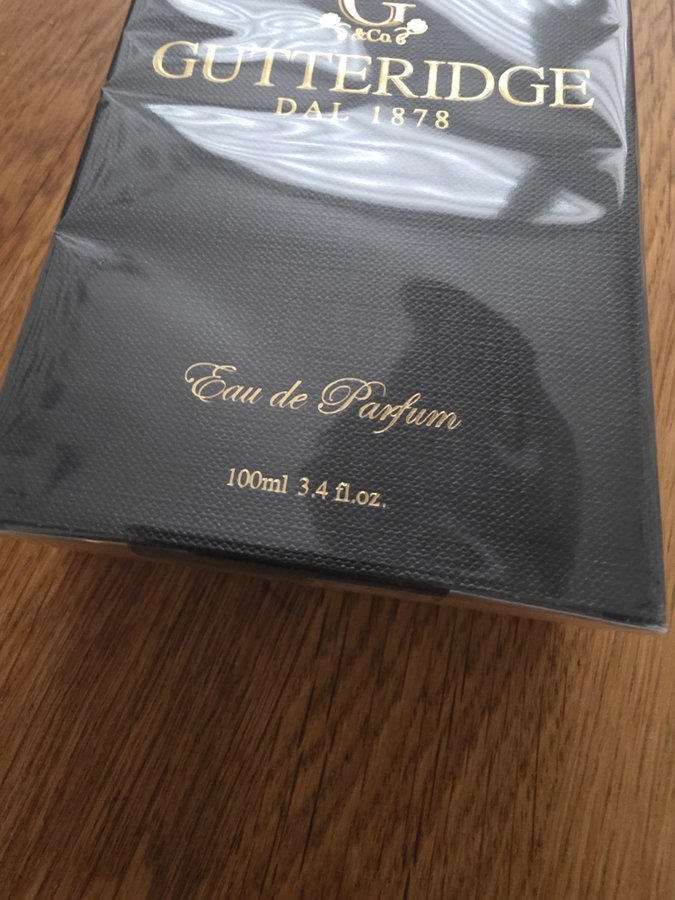 G
&Co.
GUTTERIDGE
DAL 1878
Eau de Parfum
100ml 3.4 fl.oz.